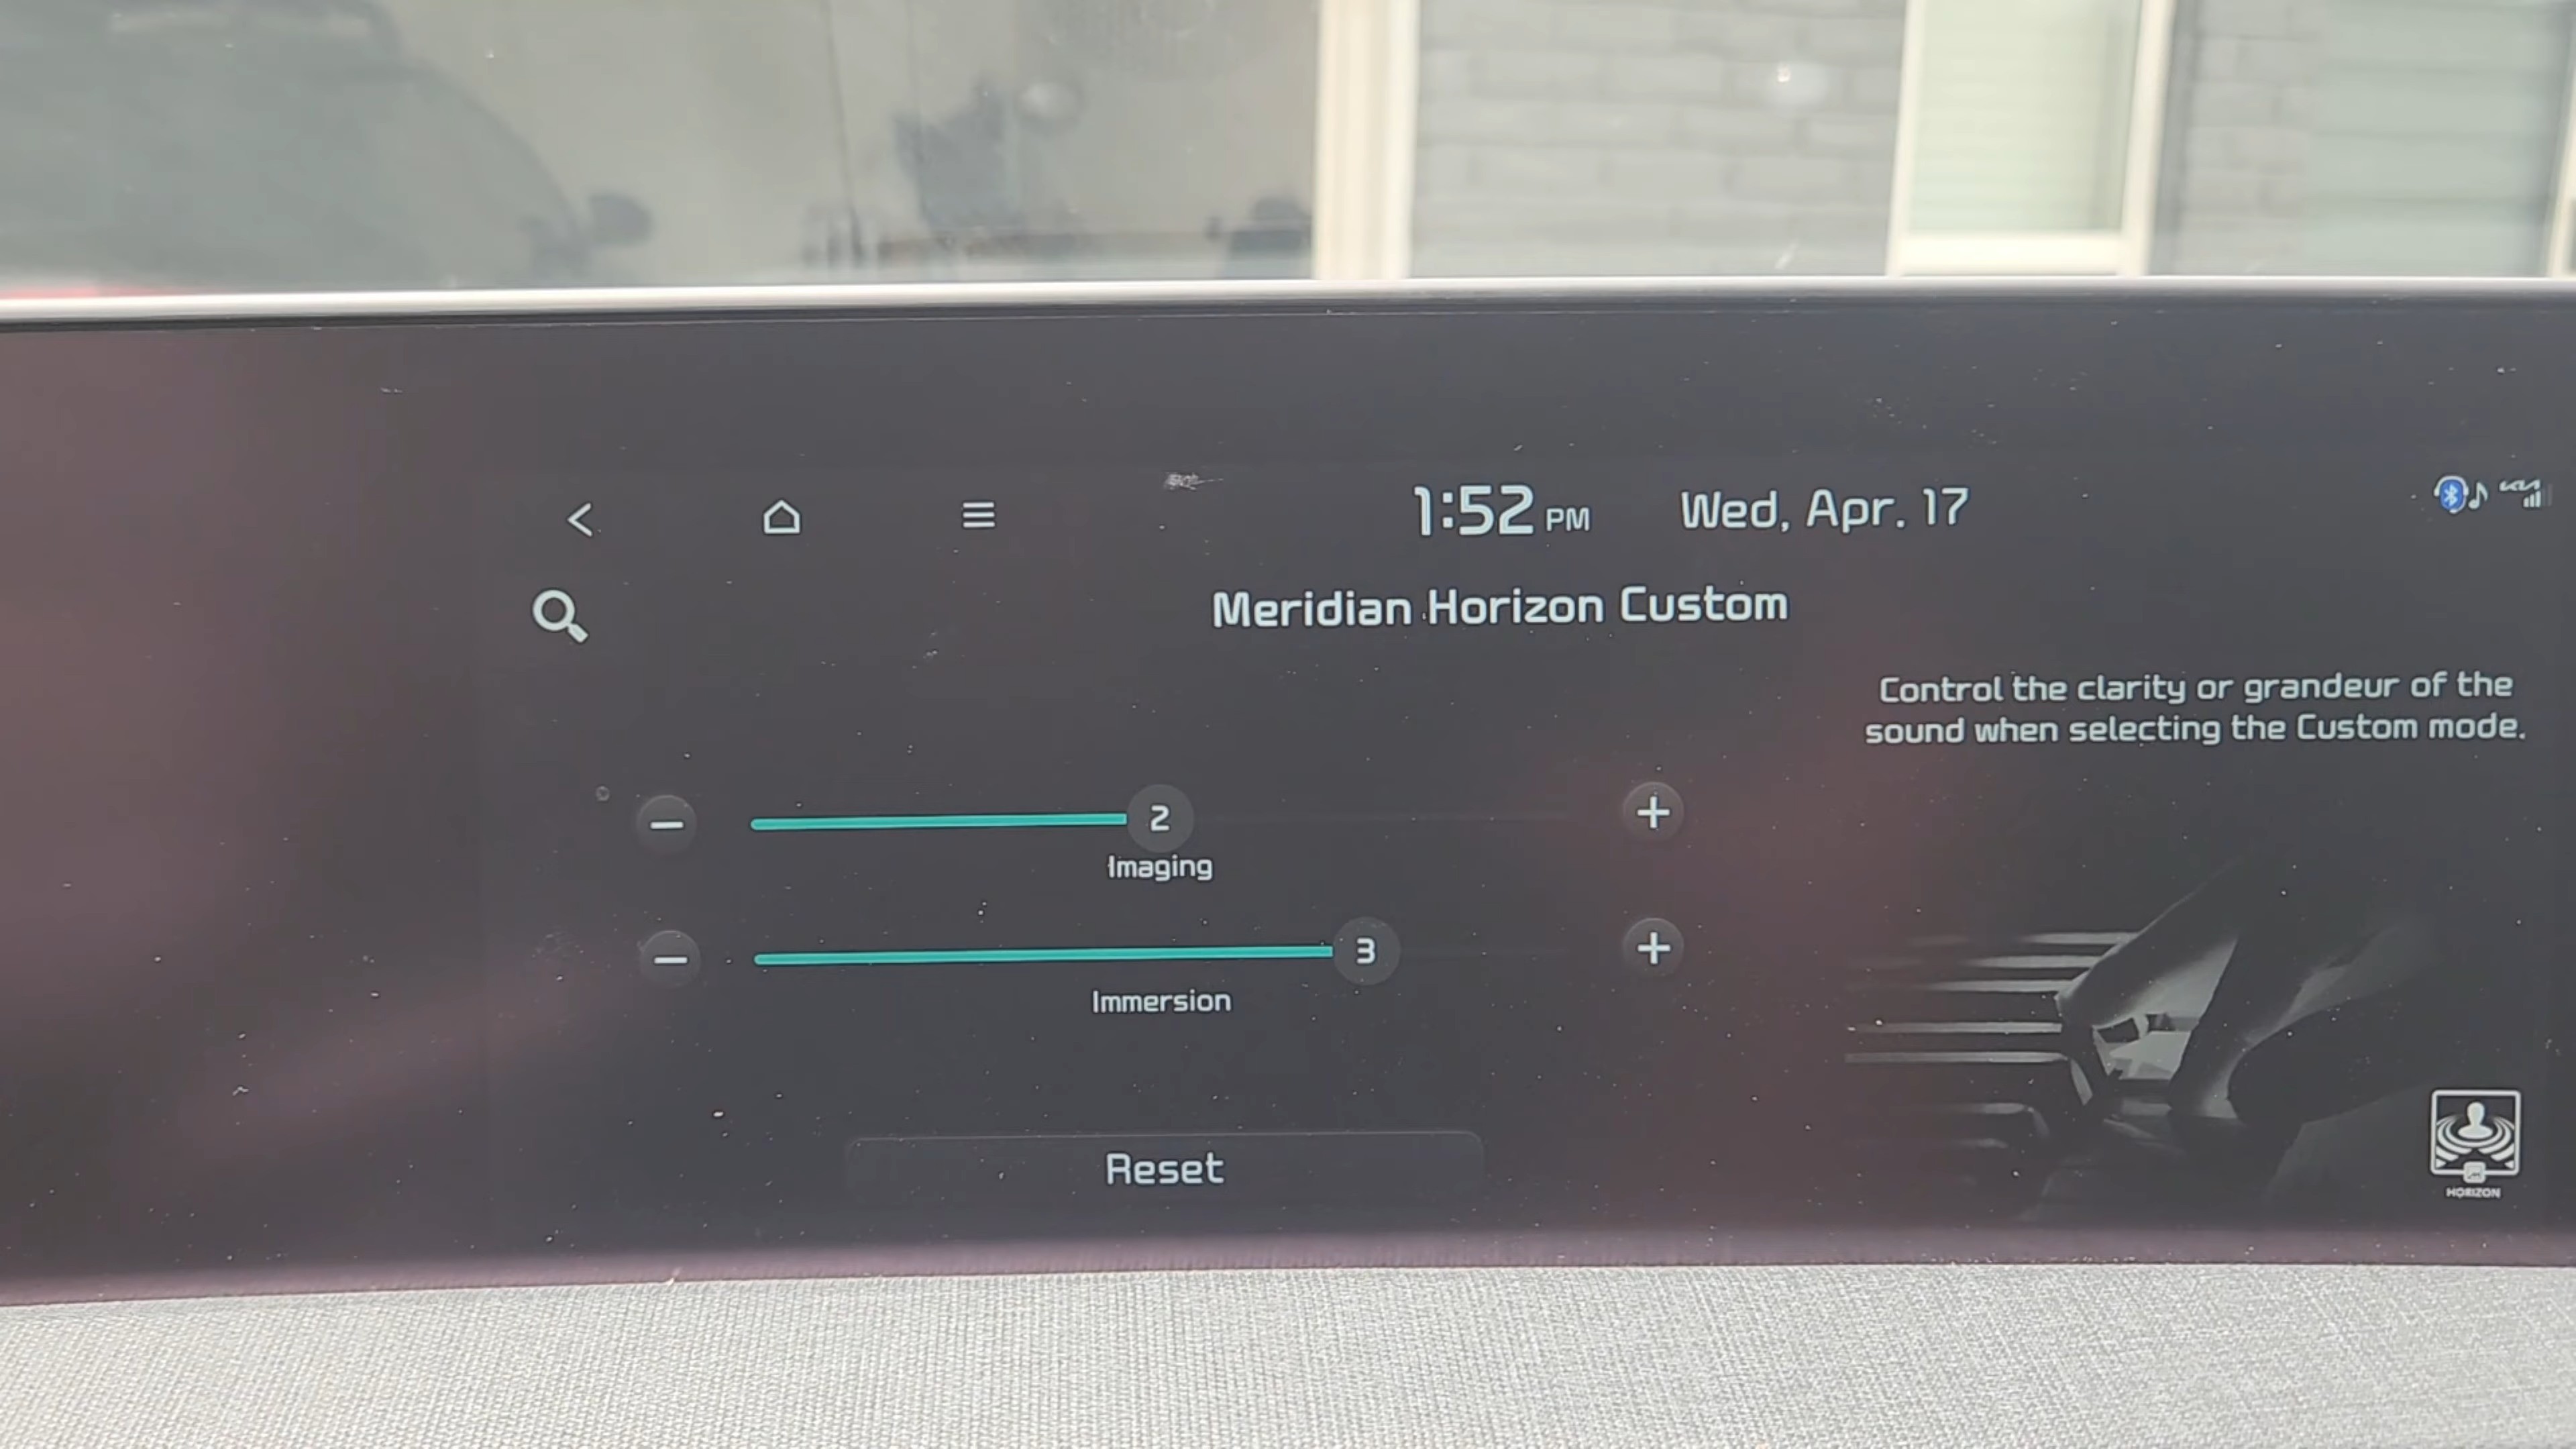 1:52 PM Wed, Apr. 17
Meridian Horizon Custom
Control the clarity or grandeur of the
sound when selecting the Custom mode.
2
Imaging
3
Immersion
Reset
HORIZON